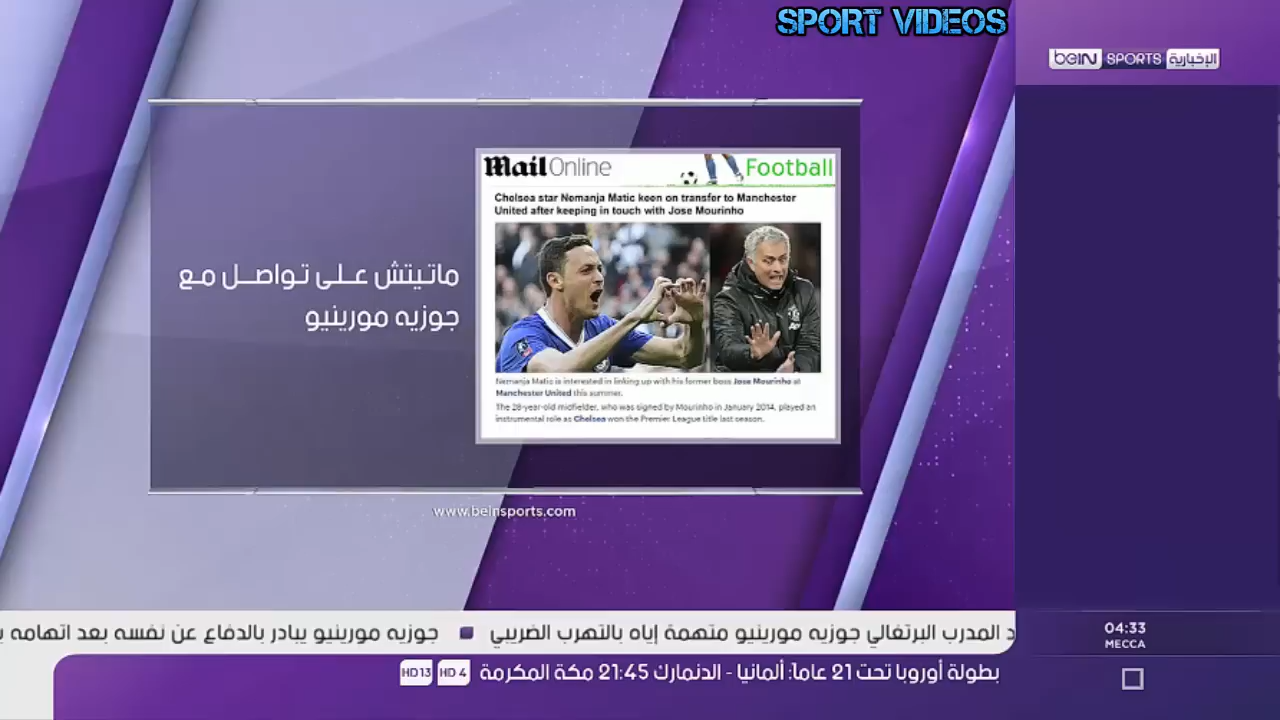 SPORT VIDEOS
beIN SPORTS الإخبارية
Mail Online Football
Chelsea star Nemanja Matic keen on transfer to Manchester
United after keeping in touch with Jose Mourinho
ماتيتش على تواصل مع
جوزيه مورينيو
Nemanja Matic is interested in linking up with his former boss Jose Mourinho at
Manchester United this summer.
The 28-year-old midfielder, who was signed by Mourinho in January 2014, played an
instrumental role as Chelsea won the Premier League title last season.
www.beinsports.com
د المدرب البرتغالي جوزيه مورينيو متهمة إياه بالتهرب الضريبي ■ جوزيه مورينيو يبادر بالدفاع عن نفسه بعد اتهامه
04:33
MECCA
بطولة أوروبا تحت 21 عاماً: ألمانيا - الدنمارك 21:45 مكة المكرمة HD 4 HD 13